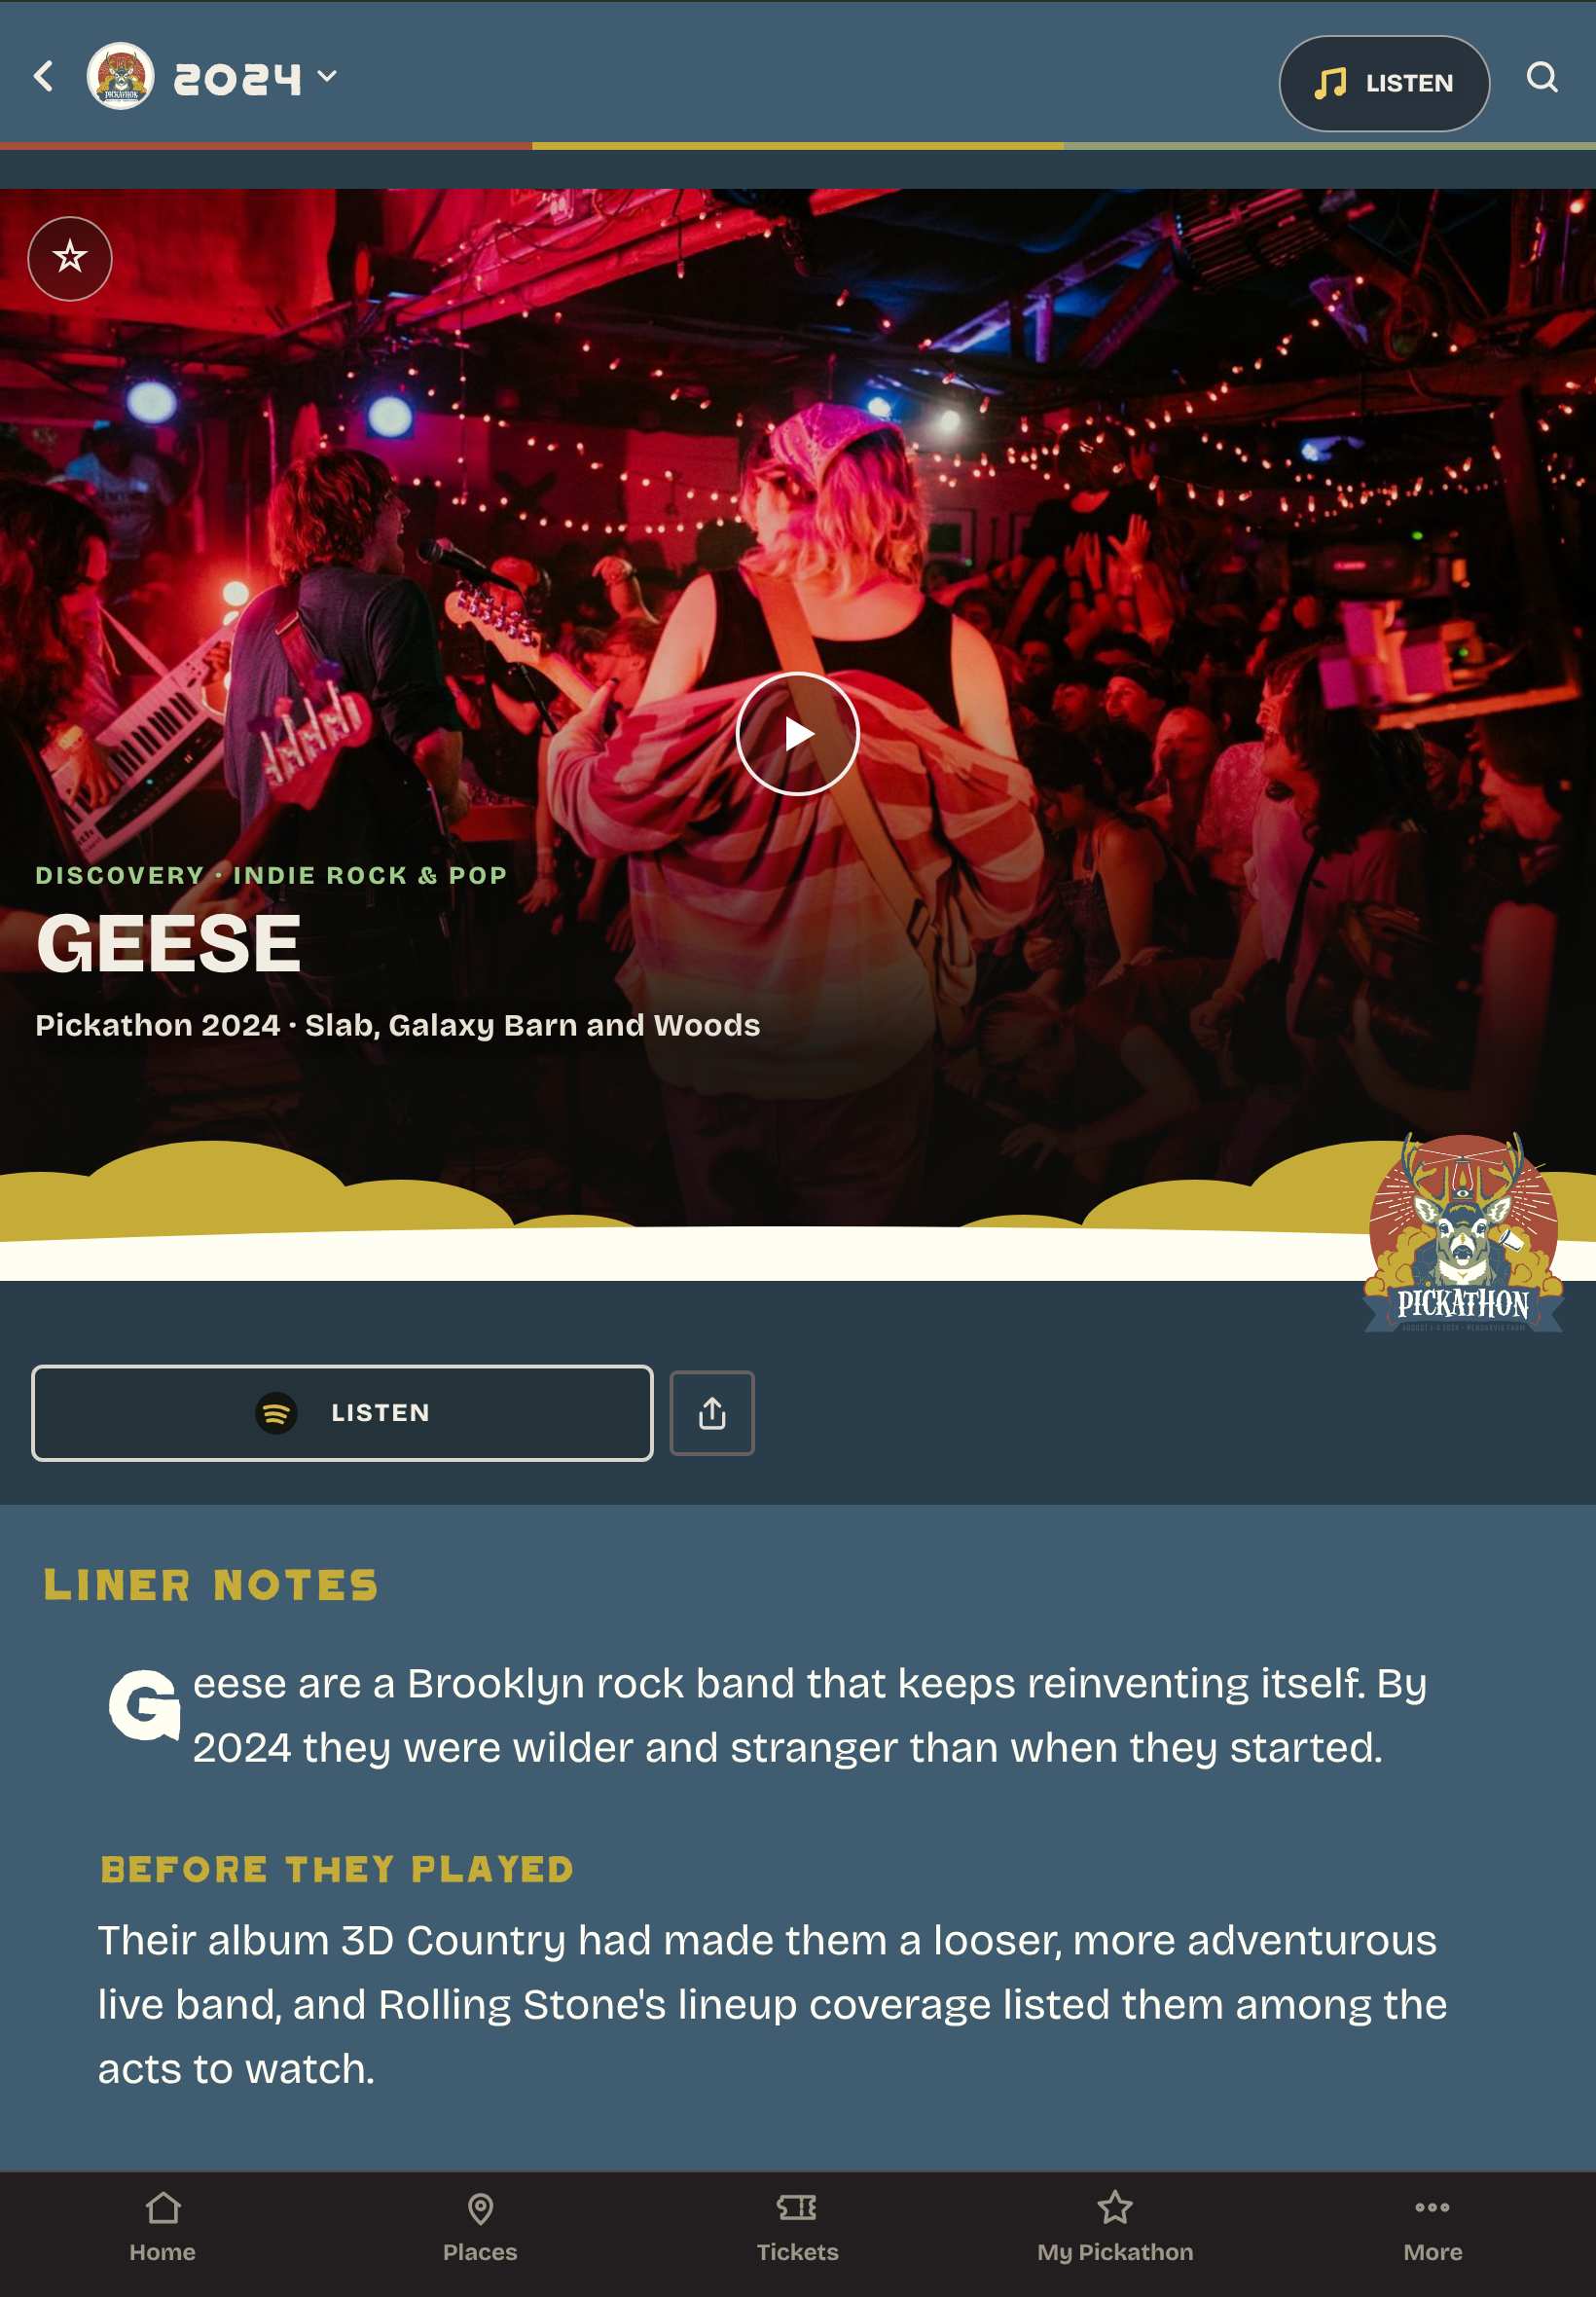 2024
LISTEN
DISCOVERY · INDIE ROCK & POP
GEESE
Pickathon 2024 · Slab, Galaxy Barn and Woods
PICKATHON
LISTEN
LINER NOTES
Geese are a Brooklyn rock band that keeps reinventing itself. By
2024 they were wilder and stranger than when they started.
BEFORE THEY PLAYED
Their album 3D Country had made them a looser, more adventurous
live band, and Rolling Stone's lineup coverage listed them among the
acts to watch.
Home
Places
Tickets
My Pickathon
More